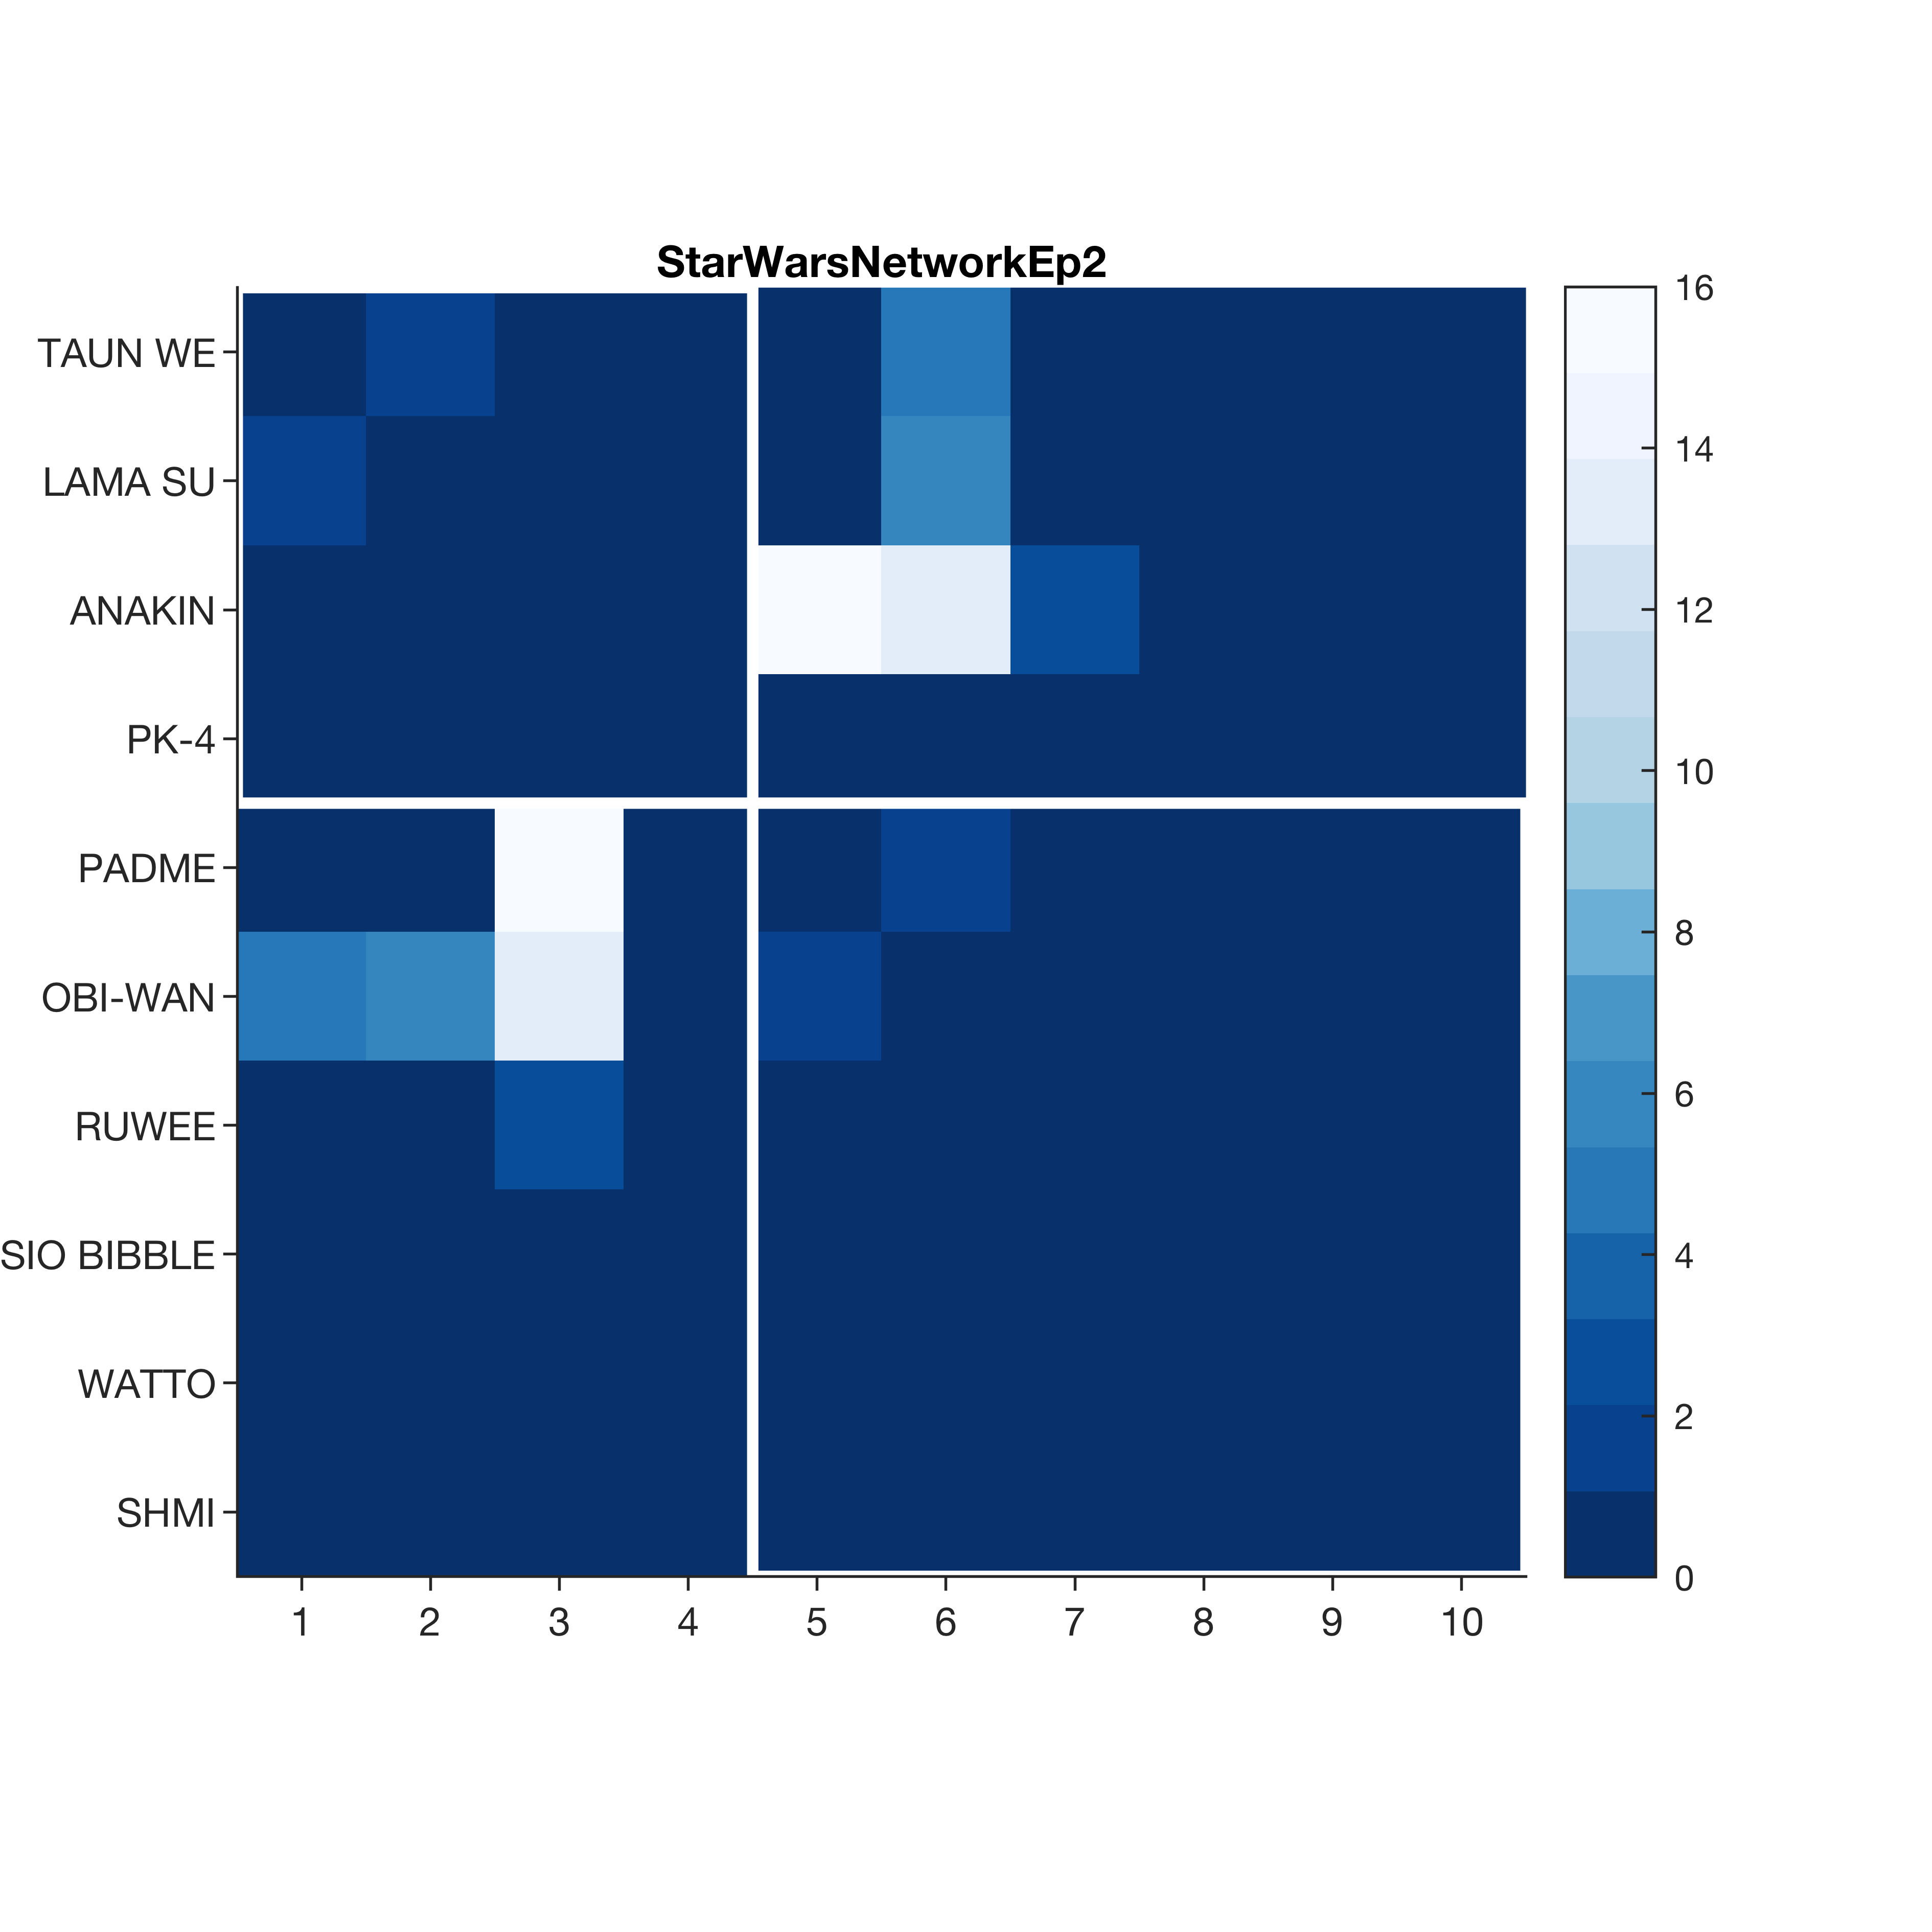 StarWarsNetworkEp2
TAUN WE
LAMA SU
ANAKIN
PK-4
PADME
OBI-WAN
RUWEE
SIO BIBBLE
WATTO
SHMI
1 2 3 4 5 6 7 8 9 10
16
14
12
10
8
6
4
2
0